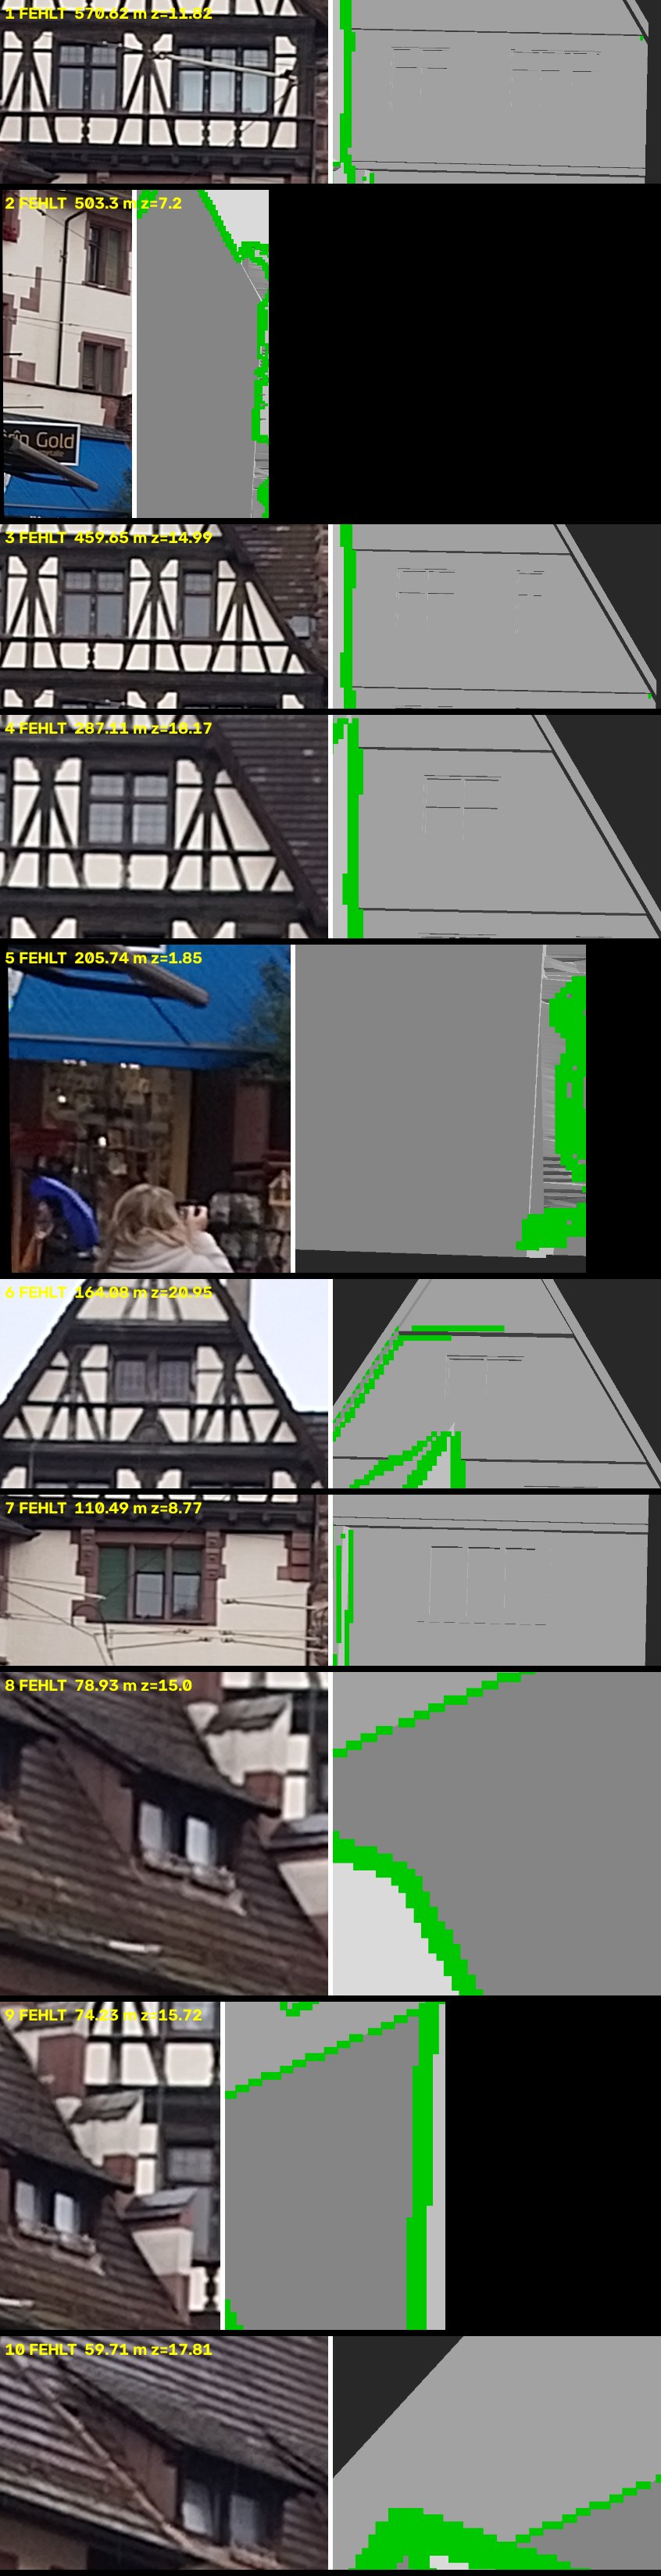 1 FEHLT 570.62 m z=11.82
2 FEHLT 503.3 m z=7.2
Gold
3 FEHLT 459.65 m z=14.99
4 FEHLT 287.11 m z=18.17
5 FEHLT 205.74 m z=1.85
6 FEHLT 164.08 m z=20.95
7 FEHLT 110.49 m z=8.77
8 FEHLT 78.93 m z=15.0
9 FEHLT 74.23 m z=15.72
10 FEHLT 59.71 m z=17.81